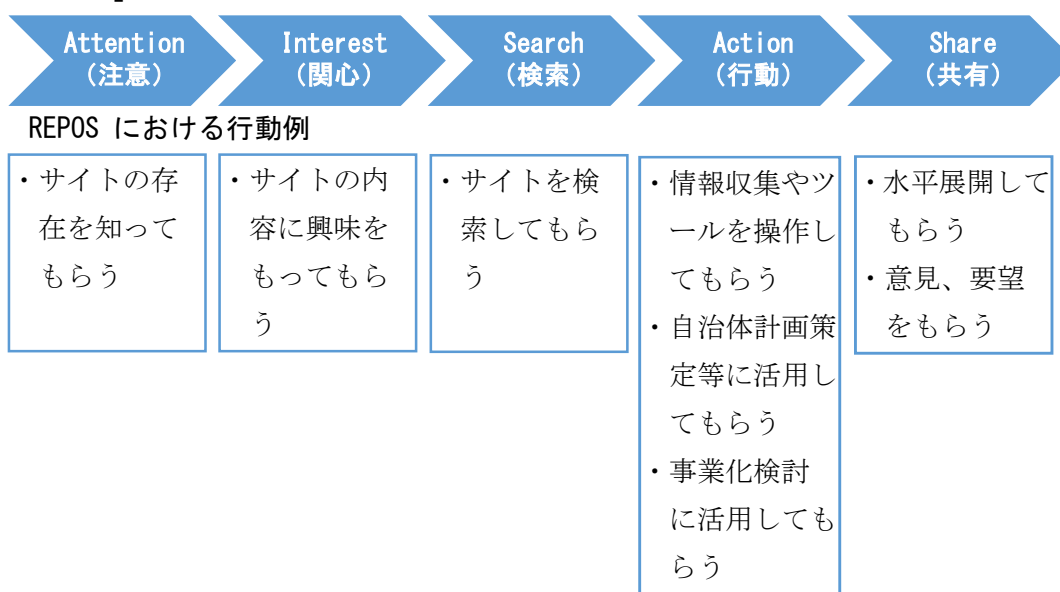 Attention
(注意)
Interest
(関心)
Search
(検索)
Action
(行動)
Share
(共有)
REPOS における行動例
・サイトの存
在を知って
もらう
・サイトの内
容に興味を
もってもら
う
・サイトを検
索してもら
う
・情報収集やツ
ールを操作し
てもらう
・自治体計画策
定等に活用し
てもらう
・事業化検討
に活用しても
らう
・水平展開して
もらう
・意見、要望
をもらう